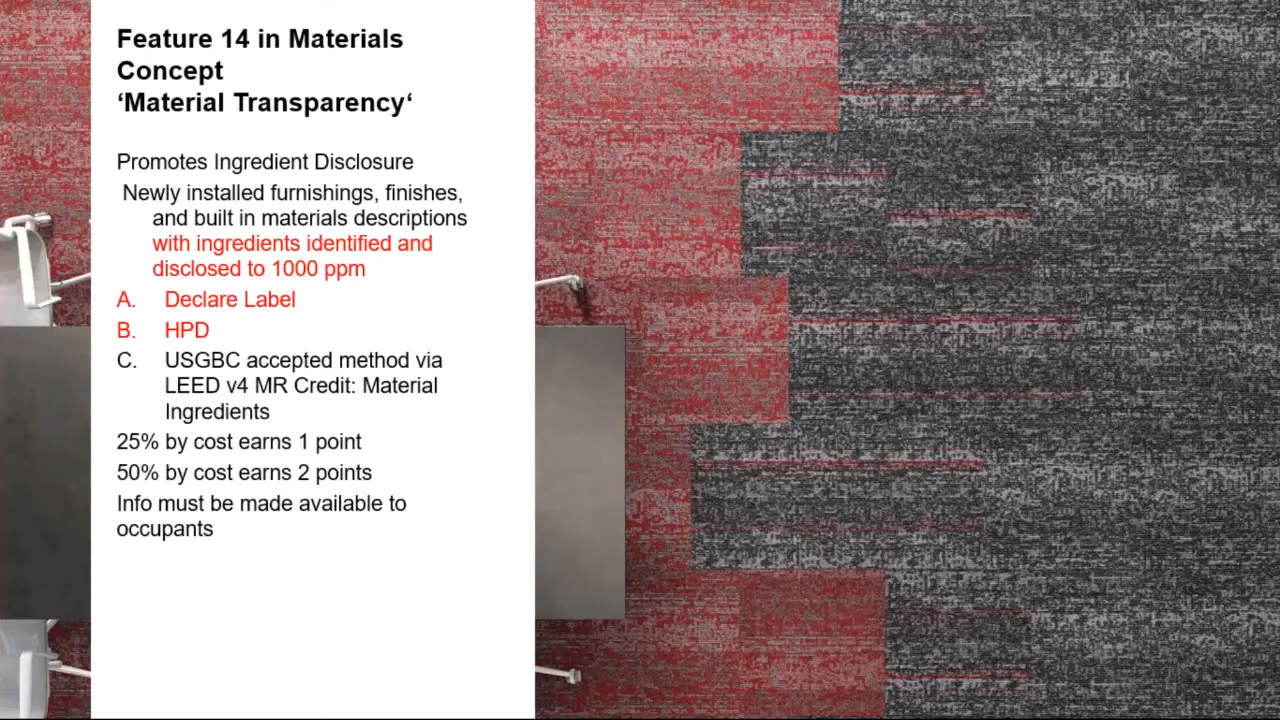 Feature 14 in Materials
Concept
‘Material Transparency‘
Promotes Ingredient Disclosure
Newly installed furnishings, finishes,
and built in materials descriptions
with ingredients identified and
disclosed to 1000 ppm
A. Declare Label
B. HPD
C. USGBC accepted method via
LEED v4 MR Credit: Material
Ingredients
25% by cost earns 1 point
50% by cost earns 2 points
Info must be made available to
occupants